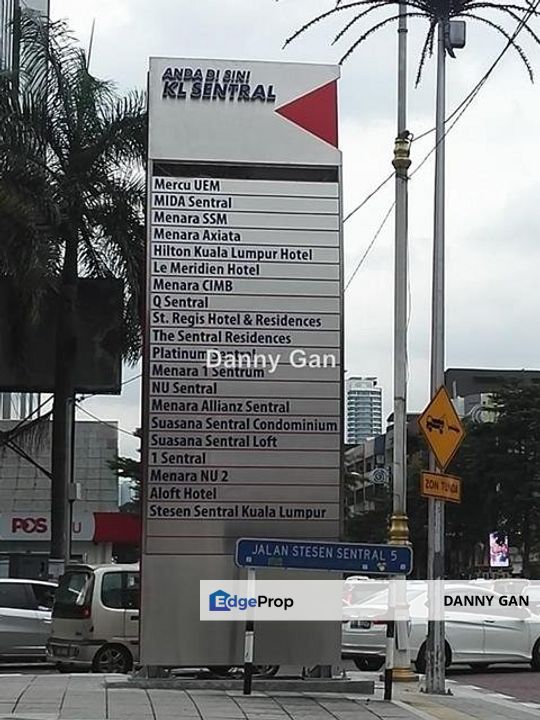 ANDA DI SINI
KL SENTRAL
Mercu UEM
MIDA Sentral
Menara SSM
Menara Axiata
Hilton Kuala Lumpur Hotel
Le Meridien Hotel
Menara CIMB
Q Sentral
St. Regis Hotel & Residences
The Sentral Residences
Platinum Sentral
Danny Gan
Menara 1 Sentrum
NU Sentral
Menara Allianz Sentral
Suasana Sentral Condominium
Suasana Sentral Loft
1 Sentral
Menara NU 2
Aloft Hotel
Stesen Sentral Kuala Lumpur
ZON TUNDA
POS
JALAN STESEN SENTRAL 5
EdgeProp
DANNY GAN